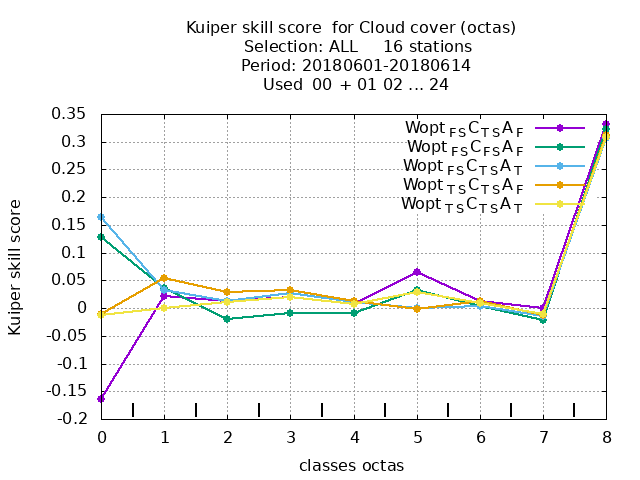 Kuiper skill score  for Cloud cover (octas)
Selection: ALL     16 stations
Period: 20180601-20180614
Used  00 + 01 02 ... 24
Kuiper skill score
0.35
0.3
0.25
0.2
0.15
0.1
0.05
0
-0.05
-0.1
-0.15
-0.2
Wopt FS C TS A F
Wopt FS C FS A F
Wopt FS C TS A T
Wopt TS C TS A F
Wopt TS C TS A T
0 1 2 3 4 5 6 7 8
classes octas